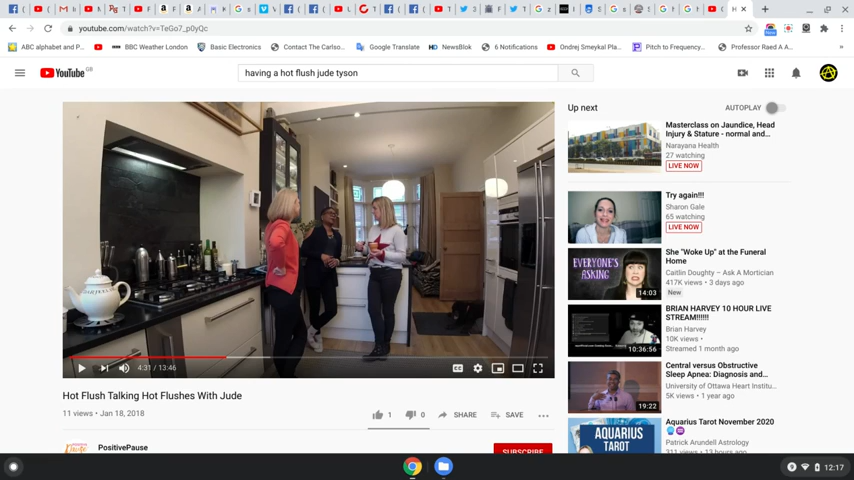 youtube.com/watch?v=TeGo7_p0yQc
ABC alphabet and p...
BBC Weather London
Basic Electronics
Contact The Carlso...
Google Translate
HeyNews
NewsBlok
6 Notifications
Ondrej Smeykal Pla...
Pitch to Frequency...
Professor Raed A A...
»
YouTube GB
having a hot flush jude tyson
4:31 / 13:46
Hot Flush Talking Hot Flushes With Jude
11 views • Jan 18, 2018
1
0
SHARE
SAVE
PositivePause
SUBSCRIBE
Up next
AUTOPLAY
Masterclass on Jaundice, Head
Injury & Stature - normal and...
Narayana Health
27 watching
LIVE NOW
Try again!!!
Sharon Gale
65 watching
LIVE NOW
EVERYONE'S
ASKING
14:03
She "Woke Up" at the Funeral
Home
Caitlin Doughty – Ask A Mortician
417K views • 3 days ago
New
10:36:56
BRIAN HARVEY 10 HOUR LIVE
STREAM!!!!!!
Brian Harvey
10K views •
Streamed 1 month ago
19:22
Central versus Obstructive
Sleep Apnea: Diagnosis and...
University of Ottawa Heart Institu...
5K views • 1 year ago
AQUARIUS
TAROT
Aquarius Tarot November 2020
Patrick Arundell Astrology
12:17